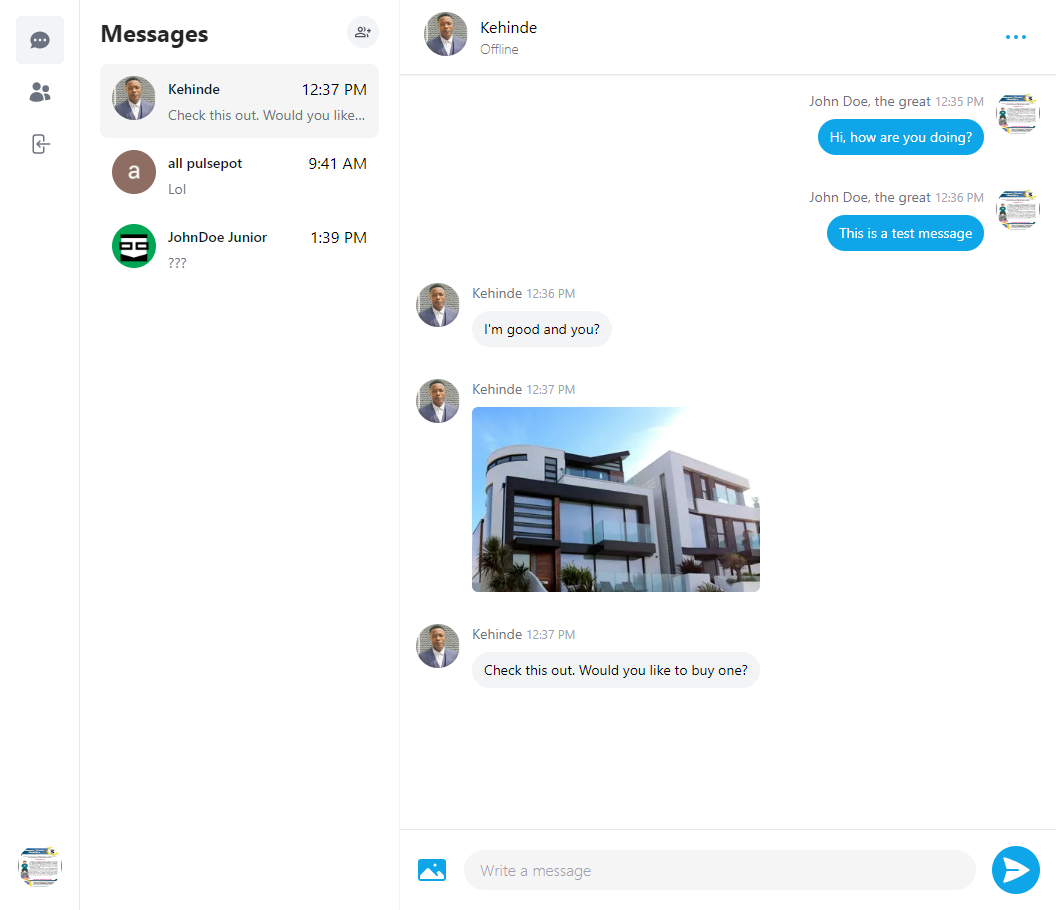 Messages
Kehinde 12:37 PM
Check this out. Would you like...
a
all pulsepot 9:41 AM
Lol
JohnDoe Junior 1:39 PM
???
Kehinde
Offline
John Doe, the great 12:35 PM
Hi, how are you doing?
John Doe, the great 12:36 PM
This is a test message
Kehinde 12:36 PM
I'm good and you?
Kehinde 12:37 PM
Kehinde 12:37 PM
Check this out. Would you like to buy one?
Write a message